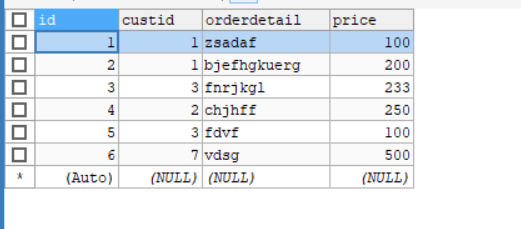 id custid orderdetail price
1 1 zsadaf 100
2 1 bjefhgkuerg 200
3 3 fnrjkgl 233
4 2 chjhff 250
5 3 fdvf 100
6 7 vdsg 500
* (Auto) (NULL) (NULL) (NULL)